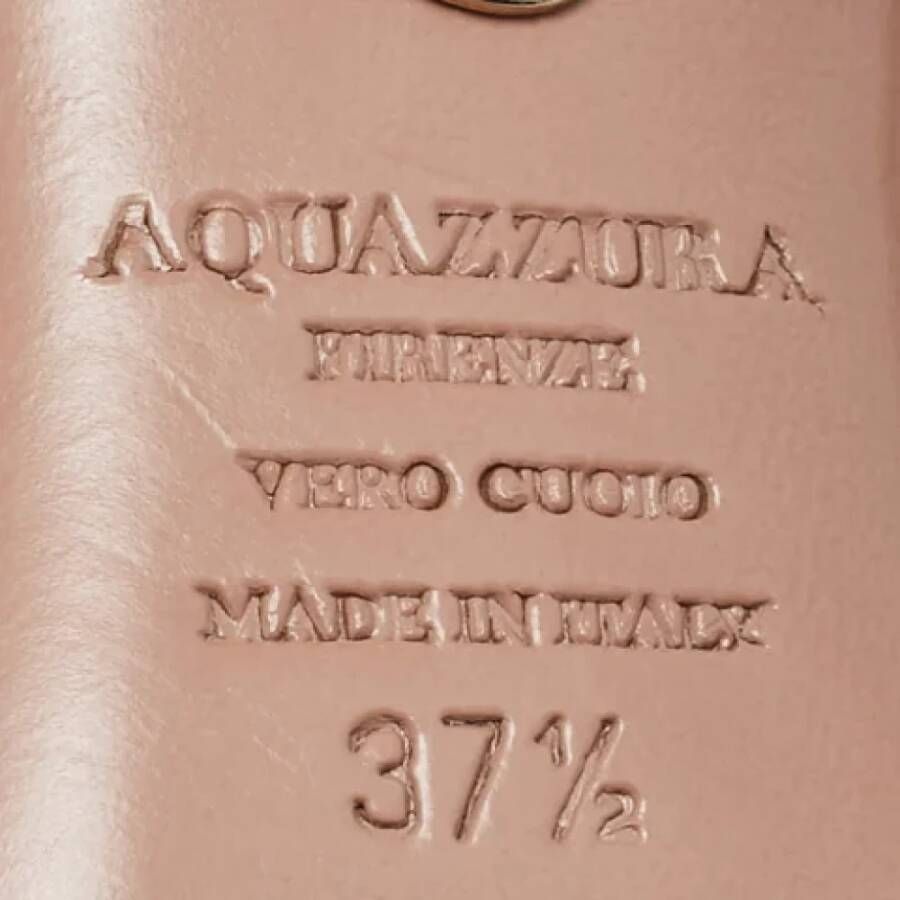 AQUAZZURA
FIRENZE
VERO CUOIO
MADE IN ITALY
37½